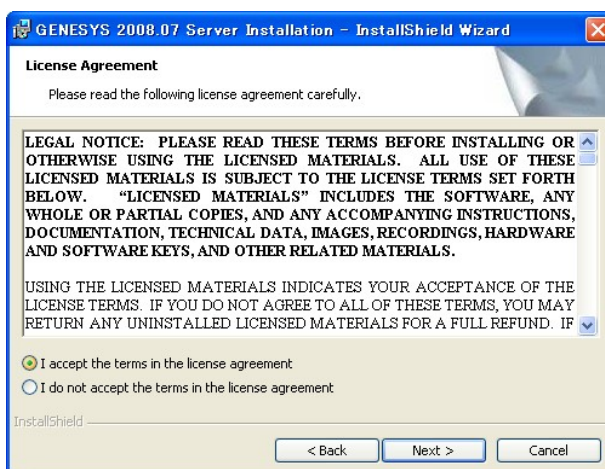 GENESYS 2008.07 Server Installation - InstallShield Wizard
License Agreement
Please read the following license agreement carefully.
LEGAL NOTICE: PLEASE READ THESE TERMS BEFORE INSTALLING OR
OTHERWISE USING THE LICENSED MATERIALS. ALL USE OF THESE
LICENSED MATERIALS IS SUBJECT TO THE LICENSE TERMS SET FORTH
BELOW. “LICENSED MATERIALS” INCLUDES THE SOFTWARE, ANY
WHOLE OR PARTIAL COPIES, AND ANY ACCOMPANYING INSTRUCTIONS,
DOCUMENTATION, TECHNICAL DATA, IMAGES, RECORDINGS, HARDWARE
AND SOFTWARE KEYS, AND OTHER RELATED MATERIALS.
USING THE LICENSED MATERIALS INDICATES YOUR ACCEPTANCE OF THE
LICENSE TERMS. IF YOU DO NOT AGREE TO ALL OF THESE TERMS, YOU MAY
RETURN ANY UNINSTALLED LICENSED MATERIALS FOR A FULL REFUND. IF
I accept the terms in the license agreement
I do not accept the terms in the license agreement
InstallShield
< Back Next > Cancel